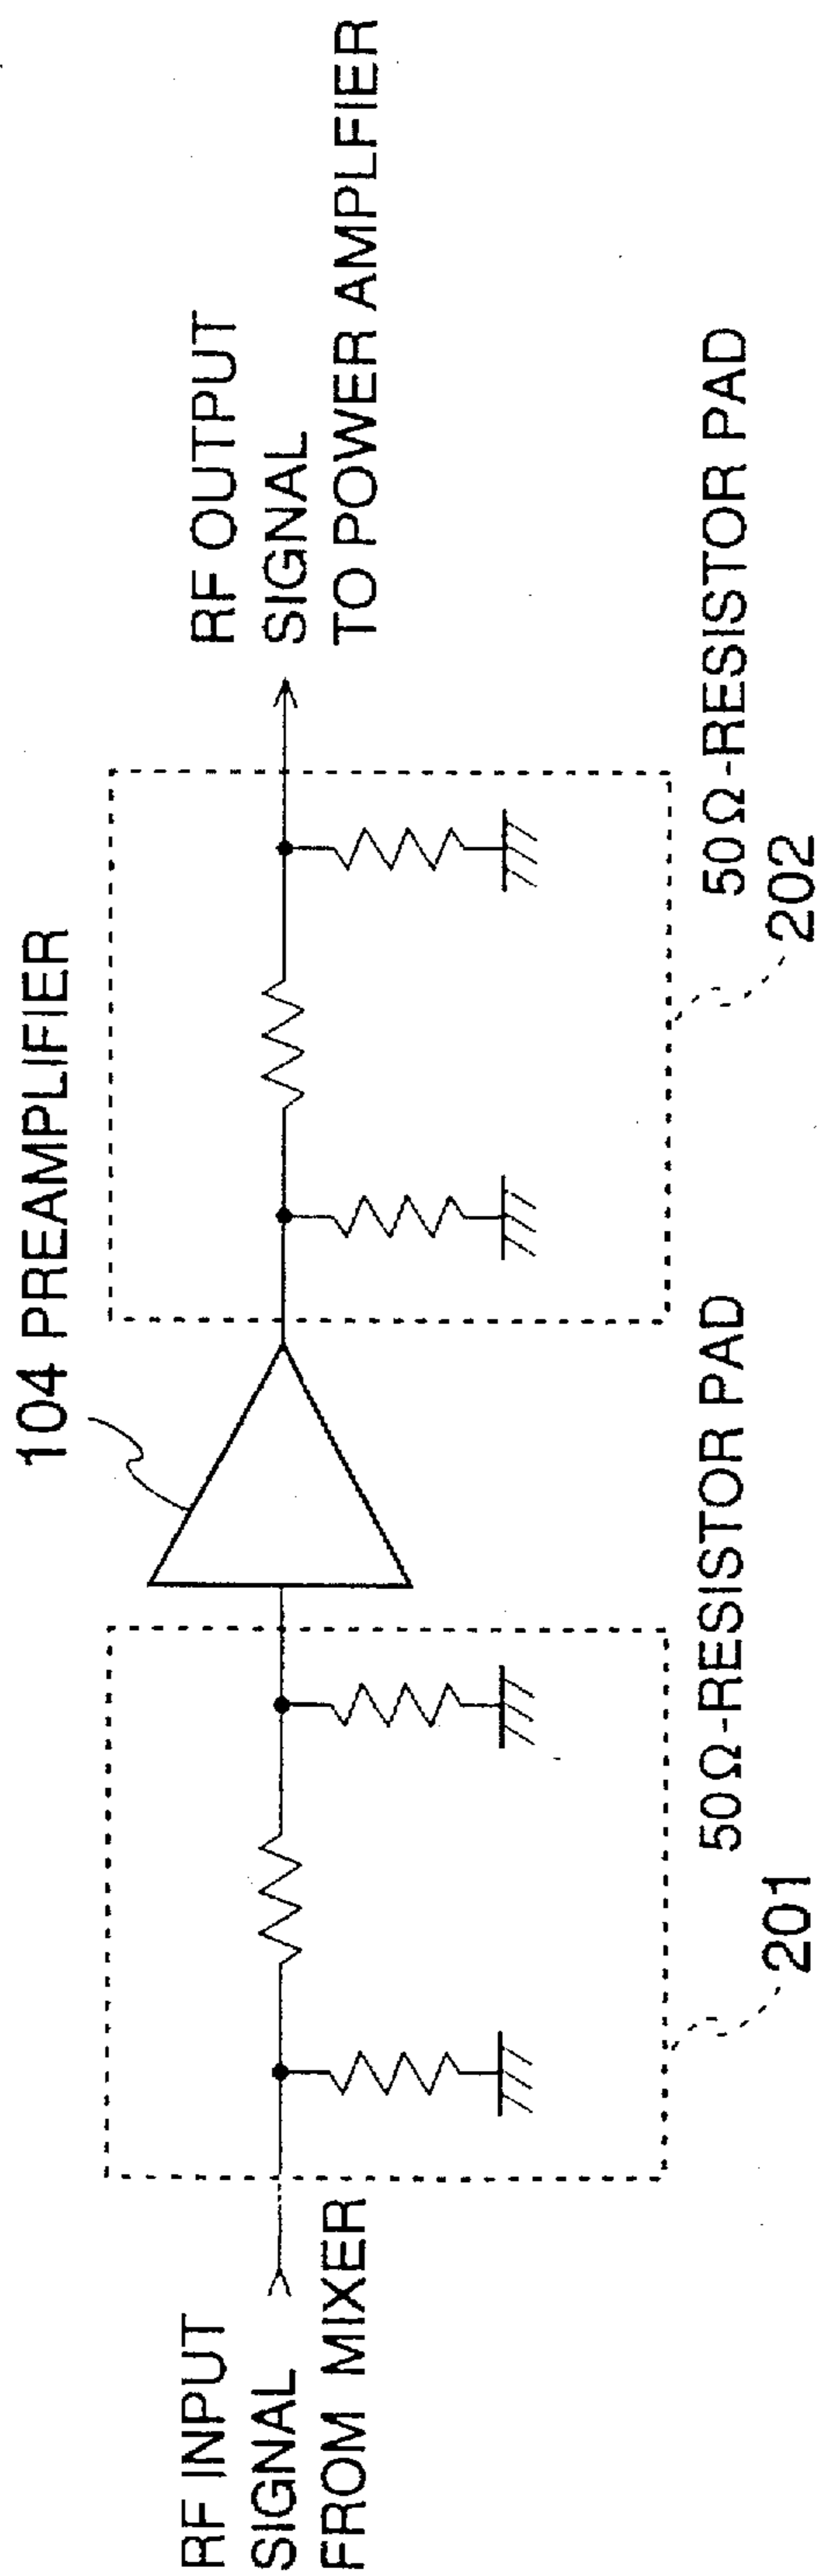 104 PREAMPLIFIER
RF INPUT
SIGNAL
FROM MIXER
RF OUTPUT
SIGNAL
TO POWER AMPLFIER
50Ω-RESISTOR PAD
201
50Ω-RESISTOR PAD
202